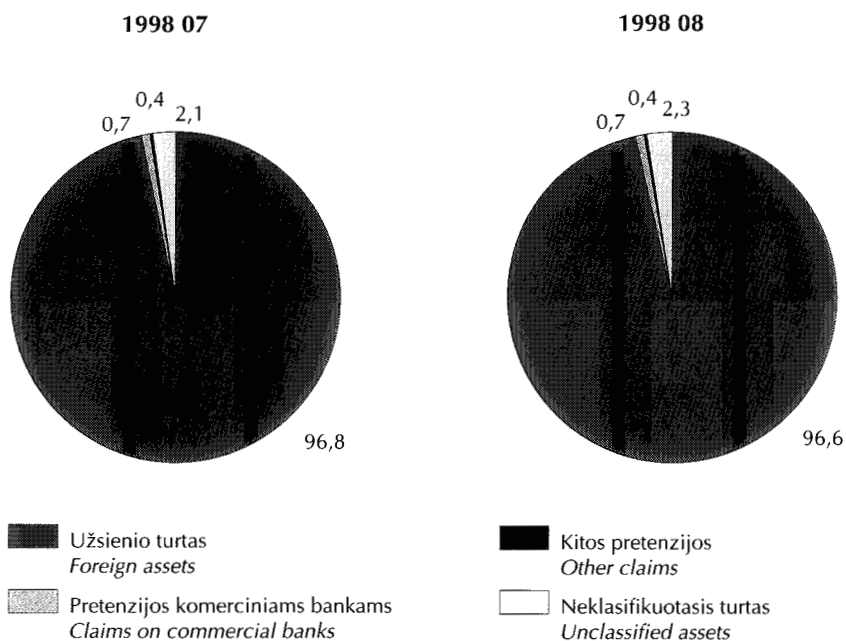 1998 07
1998 08
0,7
0,4
2,1
96,8
0,7
0,4
2,3
96,6
Užsienio turtas
Foreign assets
Pretenzijos komerciniams bankams
Claims on commercial banks
Kitos pretenzijos
Other claims
Neklasifikuotasis turtas
Unclassified assets